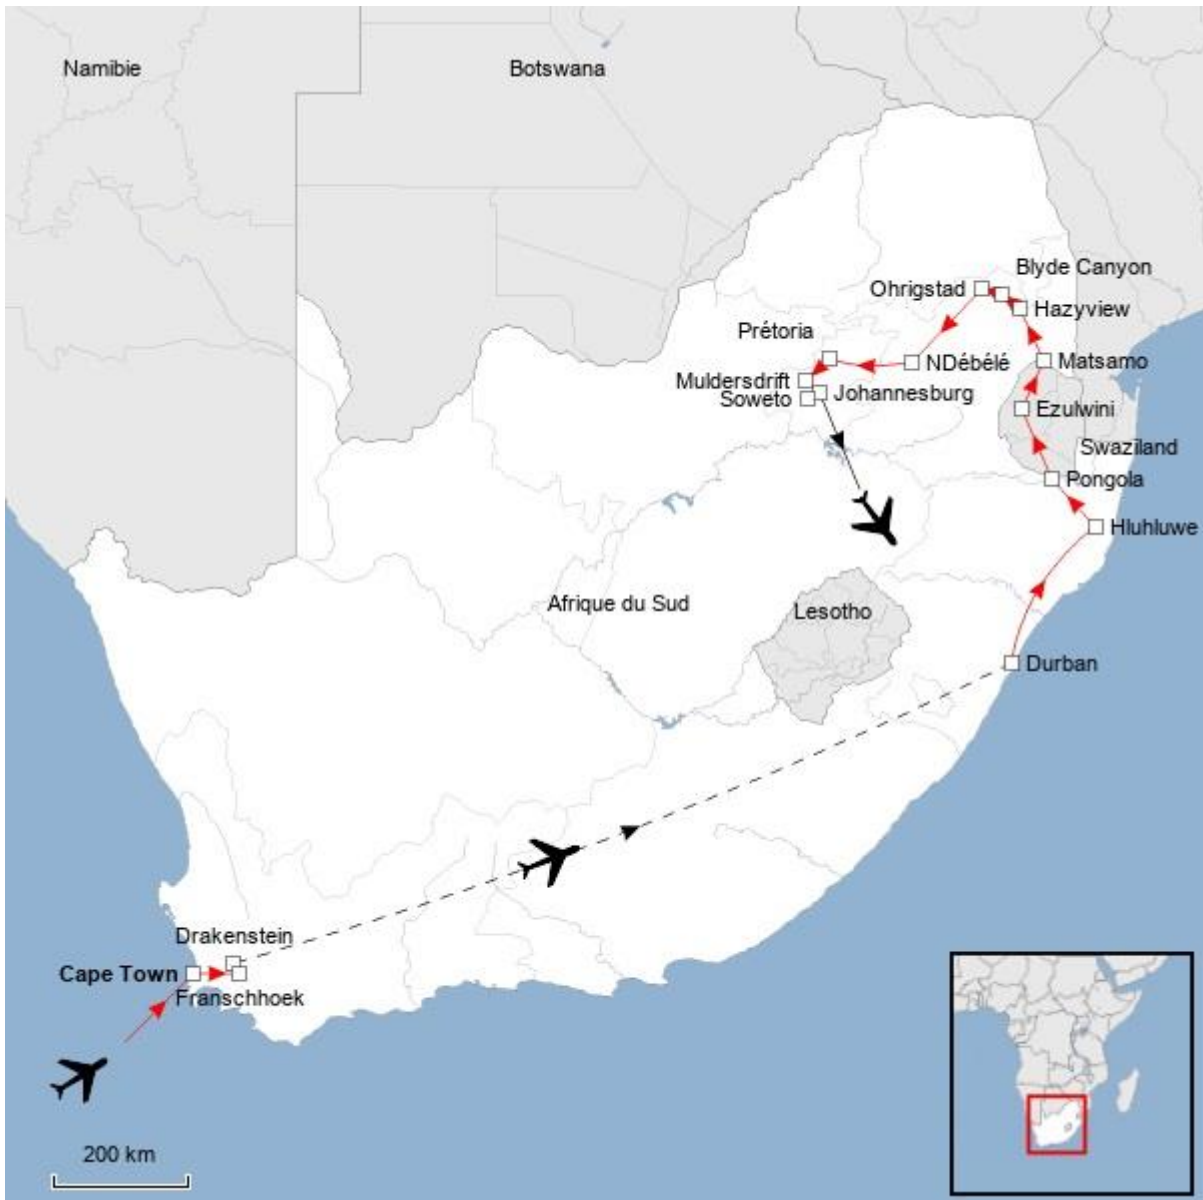 Namibie
Botswana
Blyde Canyon
Ohrigstad
Hazyview
Prétoria
NDébélé
Matsamo
Muldersdrift
Johannesburg
Soweto
Ezulwini
Swaziland
Pongola
Hluhluwe
Afrique du Sud
Lesotho
Durban
Drakenstein
Cape Town
Franschhoek
200 km